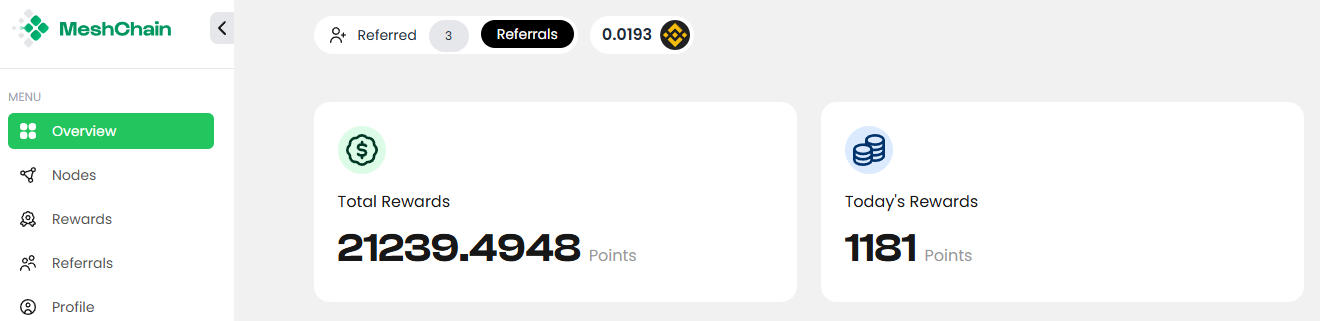 MeshChain
Referred 3 Referrals 0.0193
MENU
Overview
Nodes
Rewards
Referrals
Profile
Total Rewards
21239.4948 Points
Today's Rewards
1181 Points